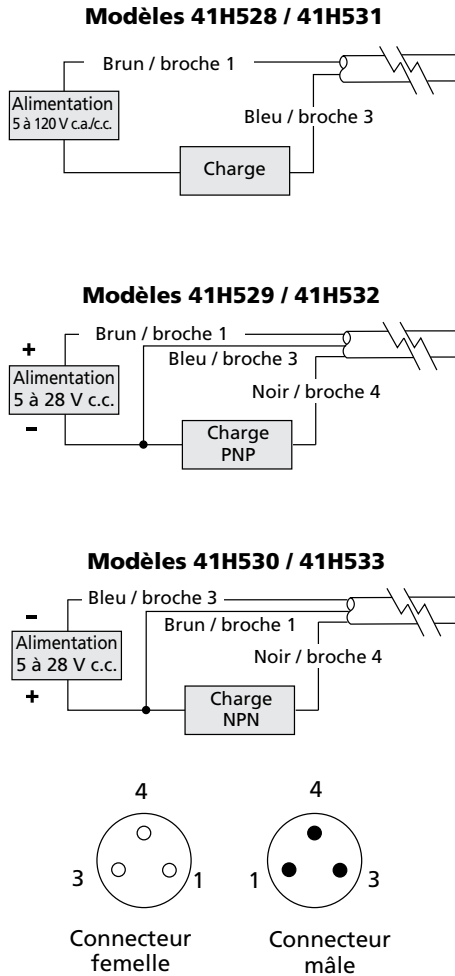 Modèles 41H528 / 41H531
Brun / broche 1
Alimentation
5 à 120 V c.a./c.c.
Bleu / broche 3
Charge
Modèles 41H529 / 41H532
Brun / broche 1
+
Bleu / broche 3
Alimentation
5 à 28 V c.c.
Noir / broche 4
–
Charge
PNP
Modèles 41H530 / 41H533
Bleu / broche 3
–
Brun / broche 1
Alimentation
5 à 28 V c.c.
Noir / broche 4
+
Charge
NPN
4
3
1
Connecteur
femelle
4
1
3
Connecteur
mâle